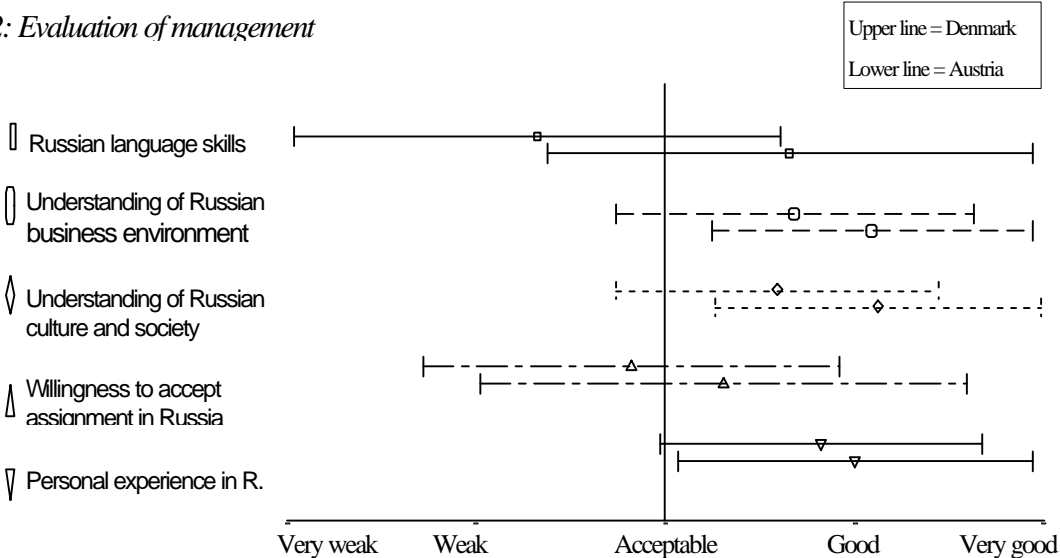 2: Evaluation of management
Upper line = Denmark
Lower line = Austria
Russian language skills
Understanding of Russian
business environment
Understanding of Russian
culture and society
Willingness to accept
assignment in Russia
Personal experience in R.
Very weak Weak Acceptable Good Very good